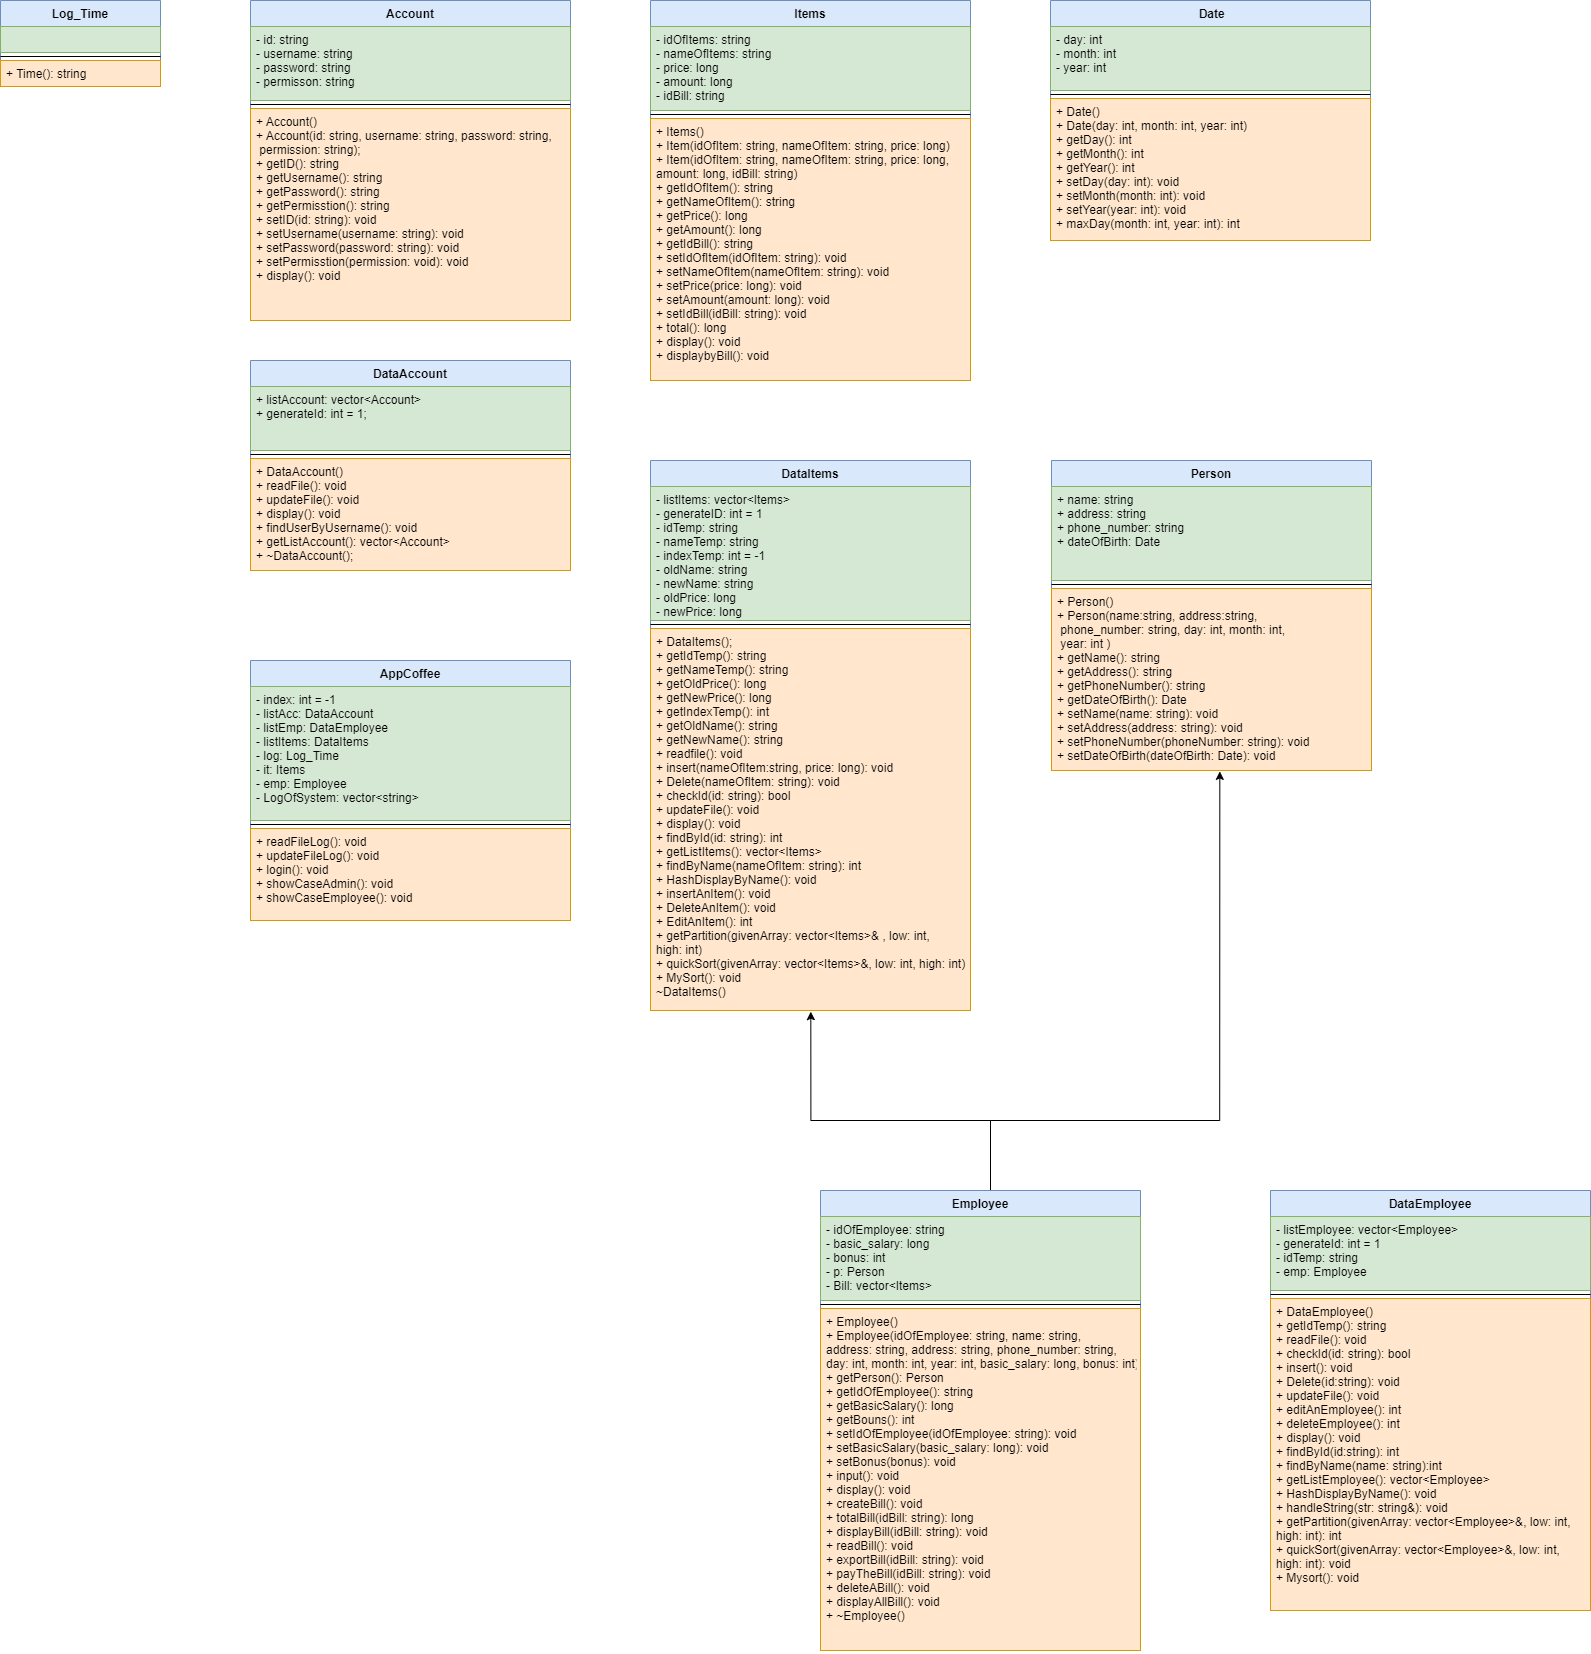 Log_Time
+ Time(): string
Account
- id: string
- username: string
- password: string
- permisson: string
+ Account()
+ Account(id: string, username: string, password: string,
permission: string);
+ getID(): string
+ getUsername(): string
+ getPassword(): string
+ getPermisstion(): string
+ setID(id: string): void
+ setUsername(username: string): void
+ setPassword(password: string): void
+ setPermisstion(permission: void): void
+ display(): void
Items
- idOfItems: string
- nameOfItems: string
- price: long
- amount: long
- idBill: string
+ Items()
+ Item(idOfItem: string, nameOfItem: string, price: long)
+ Item(idOfItem: string, nameOfItem: string, price: long,
amount: long, idBill: string)
+ getIdOfItem(): string
+ getNameOfItem(): string
+ getPrice(): long
+ getAmount(): long
+ getIdBill(): string
+ setIdOfItem(idOfItem: string): void
+ setNameOfItem(nameOfItem: string): void
+ setPrice(price: long): void
+ setAmount(amount: long): void
+ setIdBill(idBill: string): void
+ total(): long
+ display(): void
+ displaybyBill(): void
Date
- day: int
- month: int
- year: int
+ Date()
+ Date(day: int, month: int, year: int)
+ getDay(): int
+ getMonth(): int
+ getYear(): int
+ setDay(day: int): void
+ setMonth(month: int): void
+ setYear(year: int): void
+ maxDay(month: int, year: int): int
DataAccount
+ listAccount: vector<Account>
+ generateId: int = 1;
+ DataAccount()
+ readFile(): void
+ updateFile(): void
+ display(): void
+ findUserByUsername(): void
+ getListAccount(): vector<Account>
+ ~DataAccount();
DataItems
- listItems: vector<Items>
- generateID: int = 1
- idTemp: string
- nameTemp: string
- indexTemp: int = -1
- oldName: string
- newName: string
- oldPrice: long
- newPrice: long
+ DataItems();
+ getIdTemp(): string
+ getNameTemp(): string
+ getOldPrice(): long
+ getNewPrice(): long
+ getIndexTemp(): int
+ getOldName(): string
+ getNewName(): string
+ readfile(): void
+ insert(nameOfItem:string, price: long): void
+ Delete(nameOfItem: string): void
+ checkId(id: string): bool
+ updateFile(): void
+ display(): void
+ findById(id: string): int
+ getListItems(): vector<Items>
+ findByName(nameOfItem: string): int
+ HashDisplayByName(): void
+ insertAnItem(): void
+ DeleteAnItem(): void
+ EditAnItem(): int
+ getPartition(givenArray: vector<Items>& , low: int,
high: int)
+ quickSort(givenArray: vector<Items>&, low: int, high: int)
+ MySort(): void
~DataItems()
Person
+ name: string
+ address: string
+ phone_number: string
+ dateOfBirth: Date
+ Person()
+ Person(name:string, address:string,
phone_number: string, day: int, month: int,
year: int )
+ getName(): string
+ getAddress(): string
+ getPhoneNumber(): string
+ getDateOfBirth(): Date
+ setName(name: string): void
+ setAddress(address: string): void
+ setPhoneNumber(phoneNumber: string): void
+ setDateOfBirth(dateOfBirth: Date): void
AppCoffee
- index: int = -1
- listAcc: DataAccount
- listEmp: DataEmployee
- listItems: DataItems
- log: Log_Time
- it: Items
- emp: Employee
- LogOfSystem: vector<string>
+ readFileLog(): void
+ updateFileLog(): void
+ login(): void
+ showCaseAdmin(): void
+ showCaseEmployee(): void
Employee
- idOfEmployee: string
- basic_salary: long
- bonus: int
- p: Person
- Bill: vector<Items>
+ Employee()
+ Employee(idOfEmployee: string, name: string,
address: string, address: string, phone_number: string,
day: int, month: int, year: int, basic_salary: long, bonus: int)
+ getPerson(): Person
+ getIdOfEmployee(): string
+ getBasicSalary(): long
+ getBouns(): int
+ setIdOfEmployee(idOfEmployee: string): void
+ setBasicSalary(basic_salary: long): void
+ setBonus(bonus): void
+ input(): void
+ display(): void
+ createBill(): void
+ totalBill(idBill: string): long
+ displayBill(idBill: string): void
+ readBill(): void
+ exportBill(idBill: string): void
+ payTheBill(idBill: string): void
+ deleteABill(): void
+ displayAllBill(): void
+ ~Employee()
DataEmployee
- listEmployee: vector<Employee>
- generateId: int = 1
- idTemp: string
- emp: Employee
+ DataEmployee()
+ getIdTemp(): string
+ readFile(): void
+ checkId(id: string): bool
+ insert(): void
+ Delete(id:string): void
+ updateFile(): void
+ editAnEmployee(): int
+ deleteEmployee(): int
+ display(): void
+ findById(id:string): int
+ findByName(name: string):int
+ getListEmployee(): vector<Employee>
+ HashDisplayByName(): void
+ handleString(str: string&): void
+ getPartition(givenArray: vector<Employee>&, low: int,
high: int): int
+ quickSort(givenArray: vector<Employee>&, low: int,
high: int): void
+ Mysort(): void